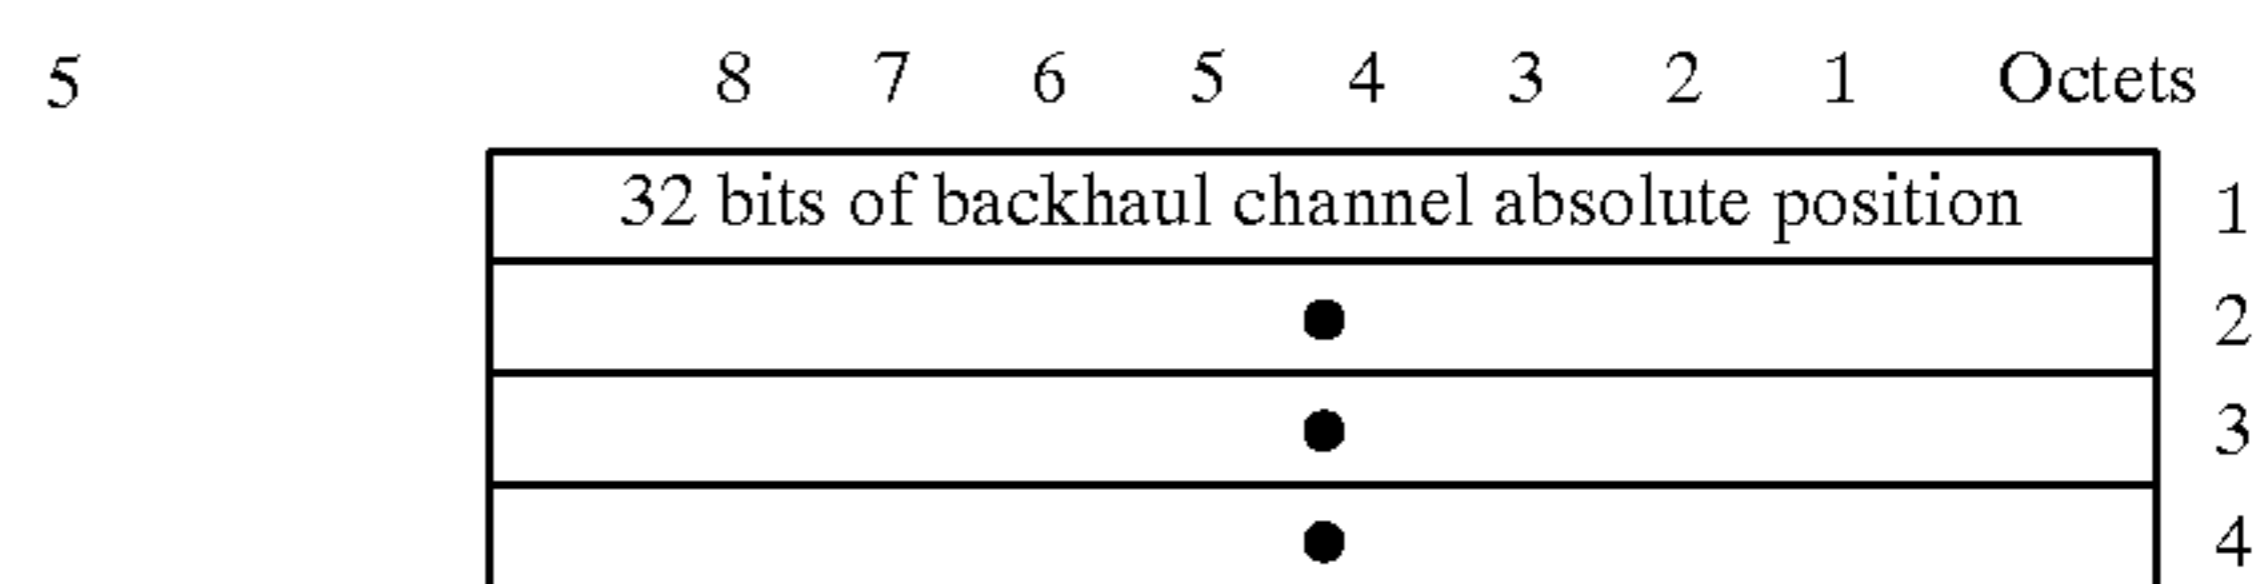 5 8 7 6 5 4 3 2 1 Octets
32 bits of backhaul channel absolute position 1
2
3
4